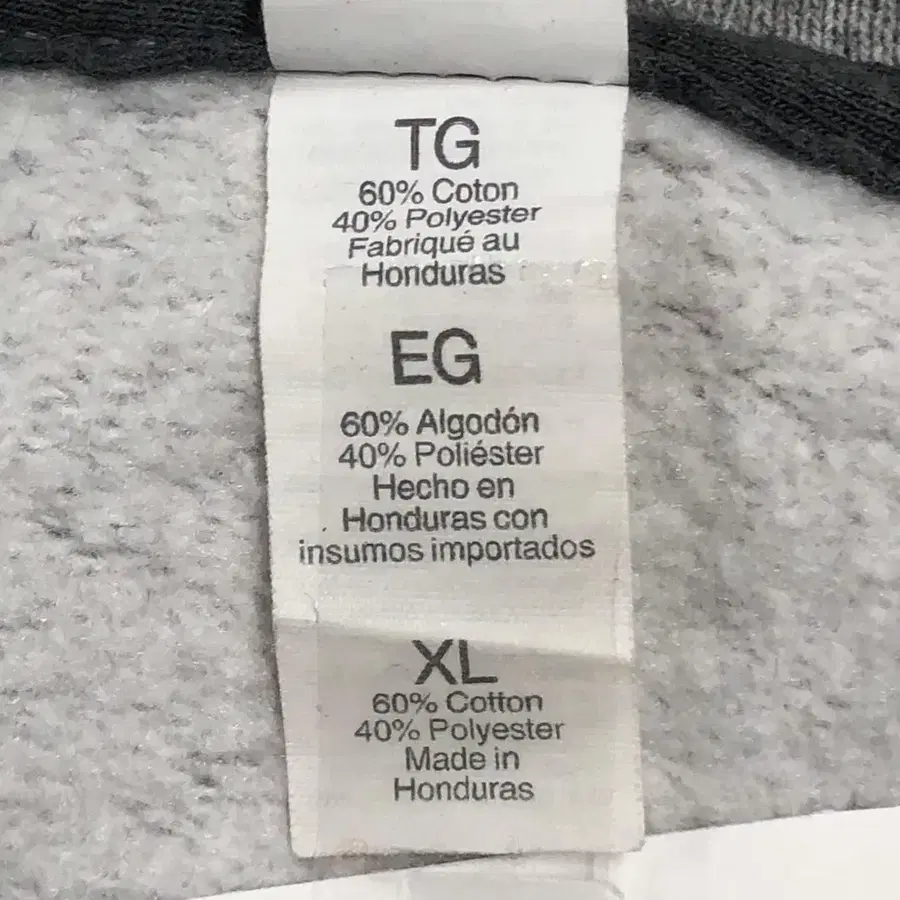 TG
60% Coton
40% Polyester
Fabriqué au
Honduras
EG
60% Algodón
40% Poliéster
Hecho en
Honduras con
insumos importados
XL
60% Cotton
40% Polyester
Made in
Honduras